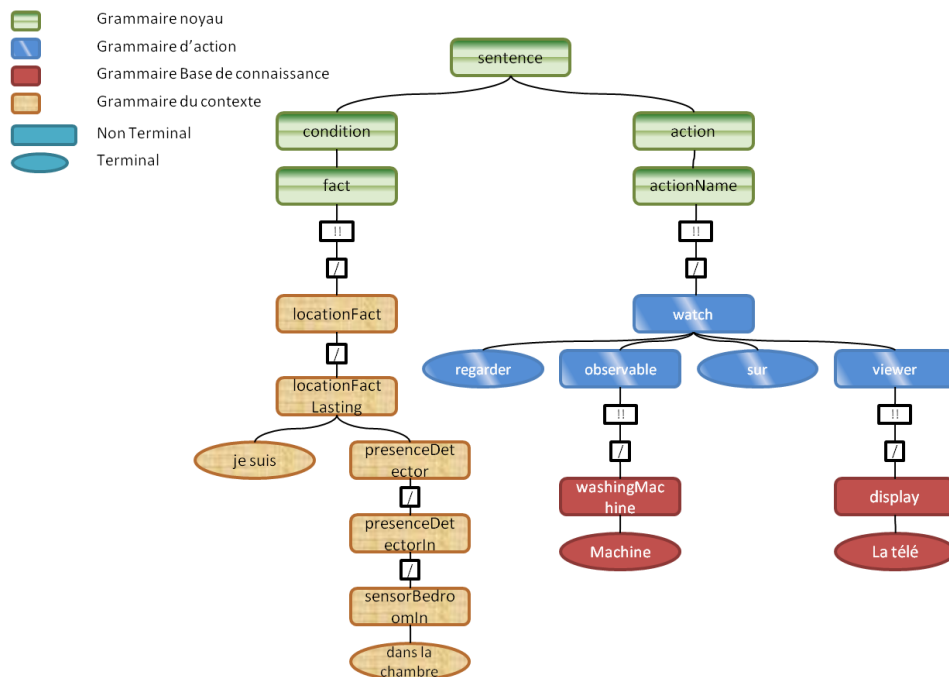 Grammaire noyau
Grammaire d'action
Grammaire Base de connaissance
Grammaire du contexte
Non Terminal
Terminal
sentence
condition
action
fact
actionName
!!
!!
/
/
locationFact
watch
/
regarder
observable
sur
viewer
locationFact
Lasting
!!
!!
je suis
presenceDet
ector
/
/
/
washingMac
hine
display
presenceDet
ectorIn
Machine
La télé
/
sensorBedro
omIn
dans la
chambre